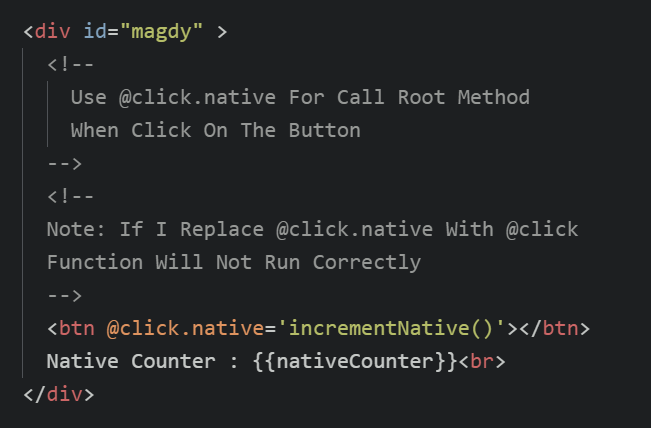 <div id="magdy" >
<!--
Use @click.native For Call Root Method
When Click On The Button
-->
<!--
Note: If I Replace @click.native With @click
Function Will Not Run Correctly
-->
<btn @click.native='incrementNative()'></btn>
Native Counter : {{nativeCounter}}<br>
</div>